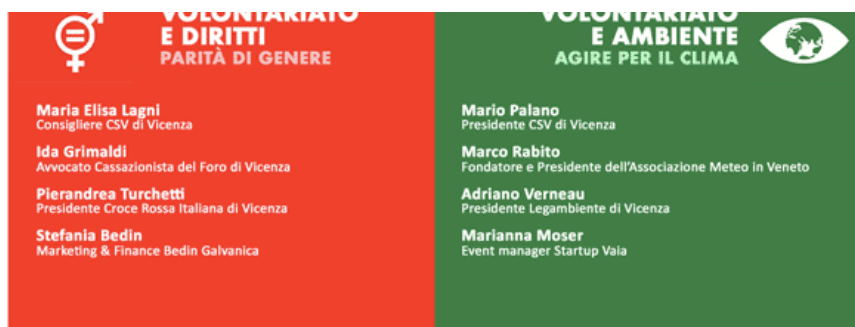 VOLONTARIATO
E DIRITTI
PARITÀ DI GENERE
Maria Elisa Lagni
Consigliere CSV di Vicenza
Ida Grimaldi
Avvocato Cassazionista del Foro di Vicenza
Pierandrea Turchetti
Presidente Croce Rossa Italiana di Vicenza
Stefania Bedin
Marketing & Finance Bedin Galvanica
VOLONTARIATO
E AMBIENTE
AGIRE PER IL CLIMA
Mario Palano
Presidente CSV di Vicenza
Marco Rabito
Fondatore e Presidente dell'Associazione Meteo in Veneto
Adriano Verneau
Presidente Legambiente di Vicenza
Marianna Moser
Event manager Startup Vaia